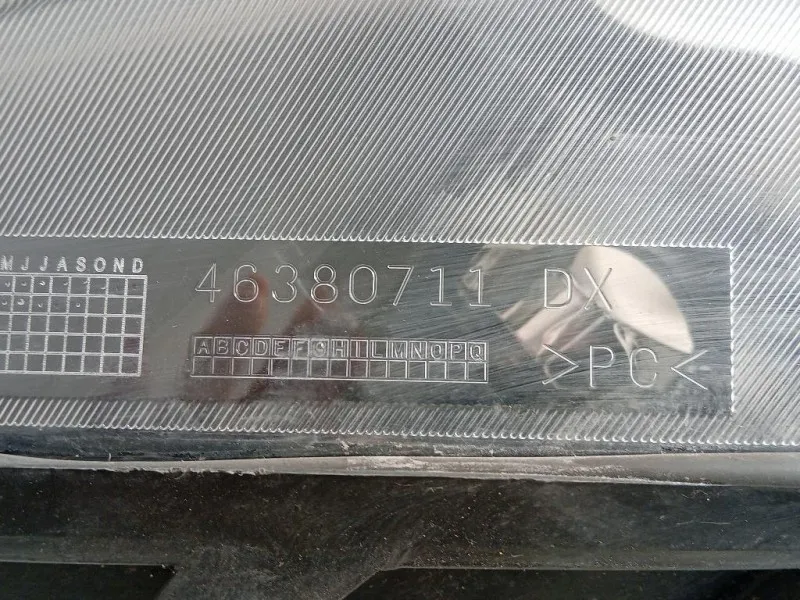 MJJASOND
46380711 DX
ABCDEFGHILMNOPQ
>PC<